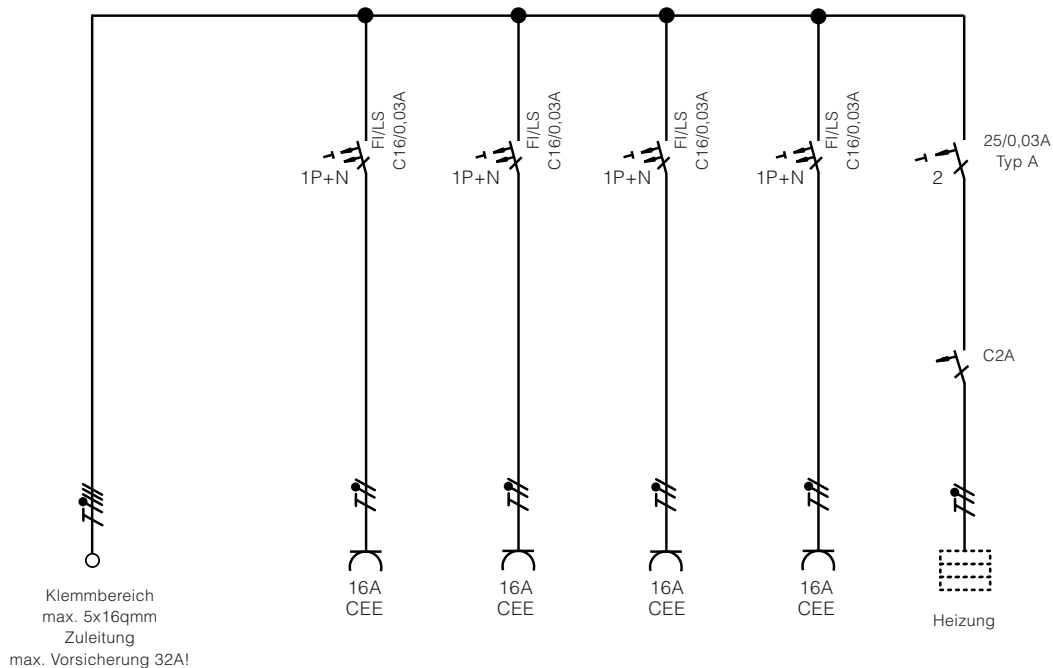 FI/LS
C16/0,03A
1P+N
FI/LS
C16/0,03A
1P+N
FI/LS
C16/0,03A
1P+N
FI/LS
C16/0,03A
1P+N
25/0,03A
Typ A
2
C2A
Klemmbereich
max. 5x16qmm
Zuleitung
max. Vorsicherung 32A!
16A
CEE
16A
CEE
16A
CEE
16A
CEE
Heizung